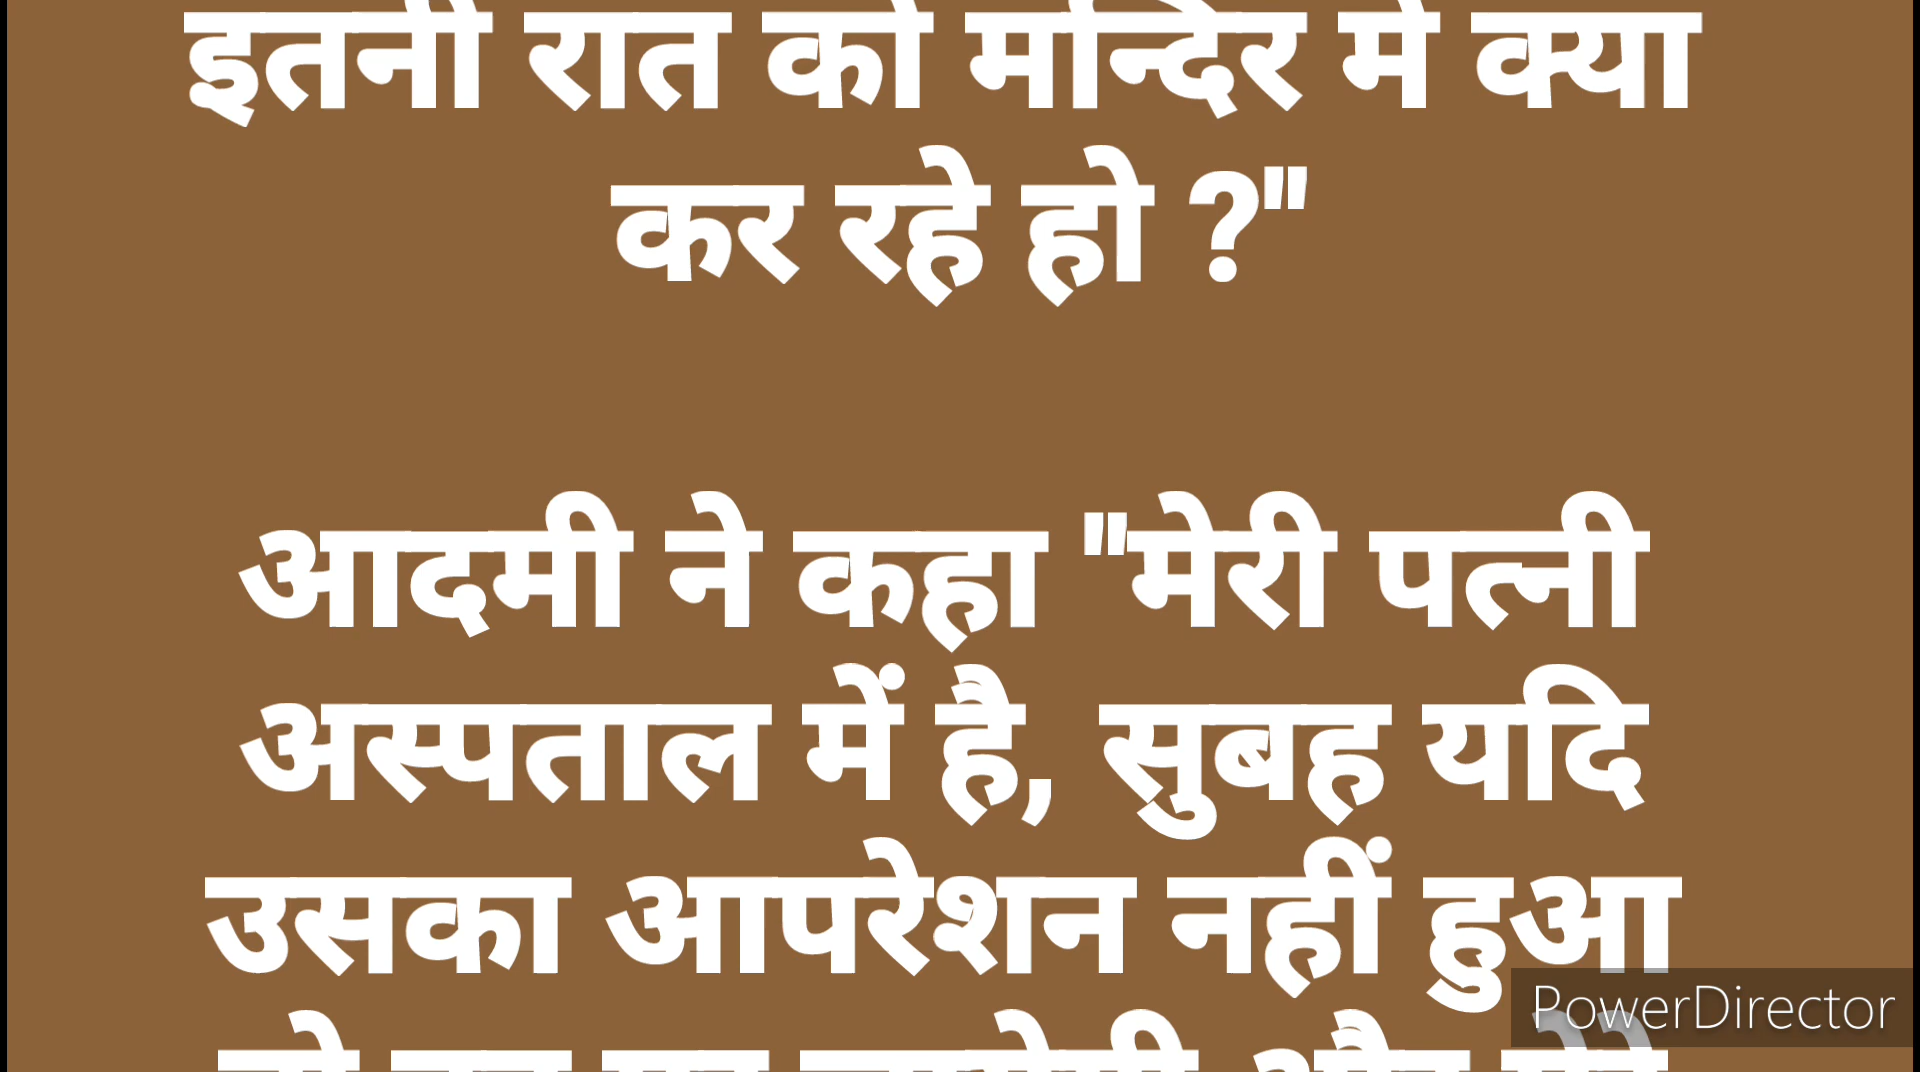 इतनी रात को मन्दिर में क्या
कर रहे हो ?"
आदमी ने कहा "मेरी पत्नी
अस्पताल में है, सुबह यदि
उसका आपरेशन नहीं हुआ
PowerDirector